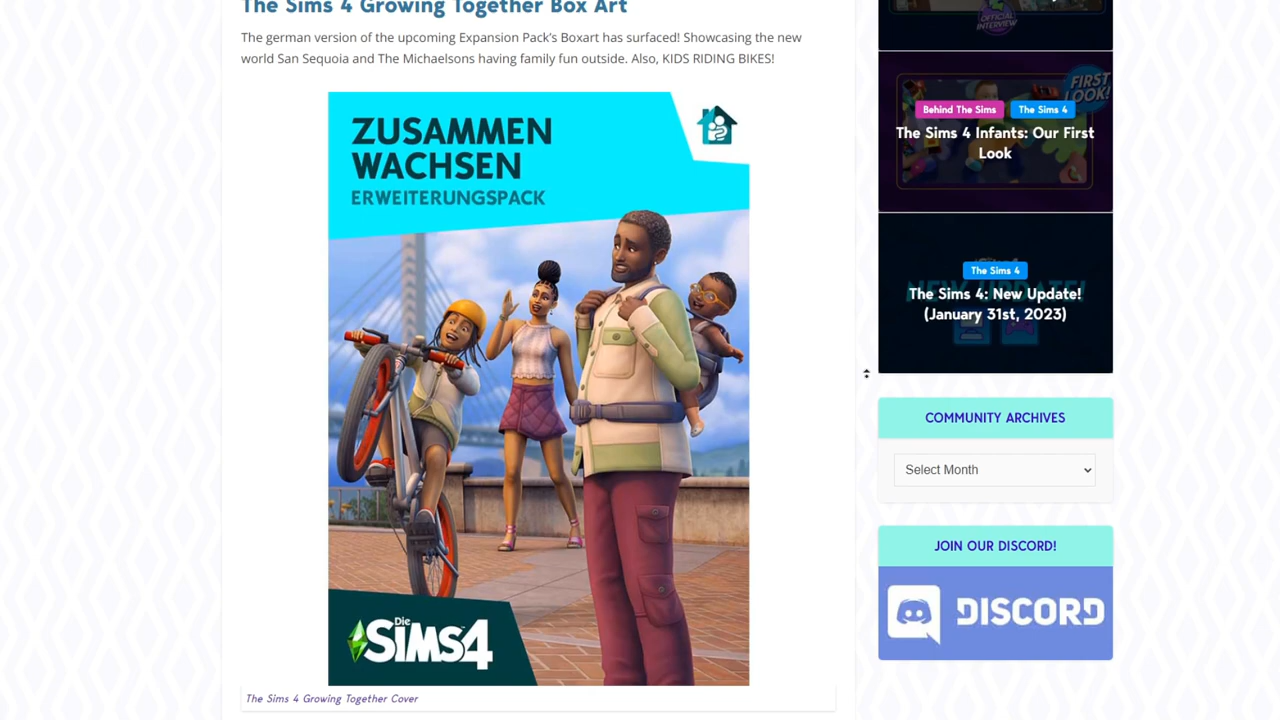 The Sims 4 Growing Together Box Art
The german version of the upcoming Expansion Pack's Boxart has surfaced! Showcasing the new
world San Sequoia and The Michaelsons having family fun outside. Also, KIDS RIDING BIKES!
ZUSAMMEN
WACHSEN
ERWEITERUNGSPACK
Die
SIMS4
The Sims 4 Growing Together Cover
OFFICIAL
INTERVIEW
FIRST
LOOK!
Behind The Sims
The Sims 4
The Sims 4 Infants: Our First
Look
The Sims 4
The Sims 4: New Update!
(January 31st, 2023)
COMMUNITY ARCHIVES
Select Month
JOIN OUR DISCORD!
DISCORD